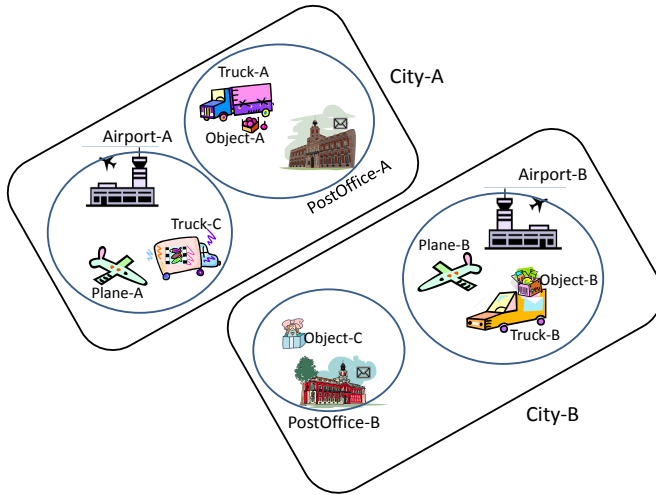 Truck-A
City-A
Object-A
Airport-A
PostOffice-A
Truck-C
Plane-A
Airport-B
Plane-B
Object-B
Truck-B
Object-C
PostOffice-B
City-B